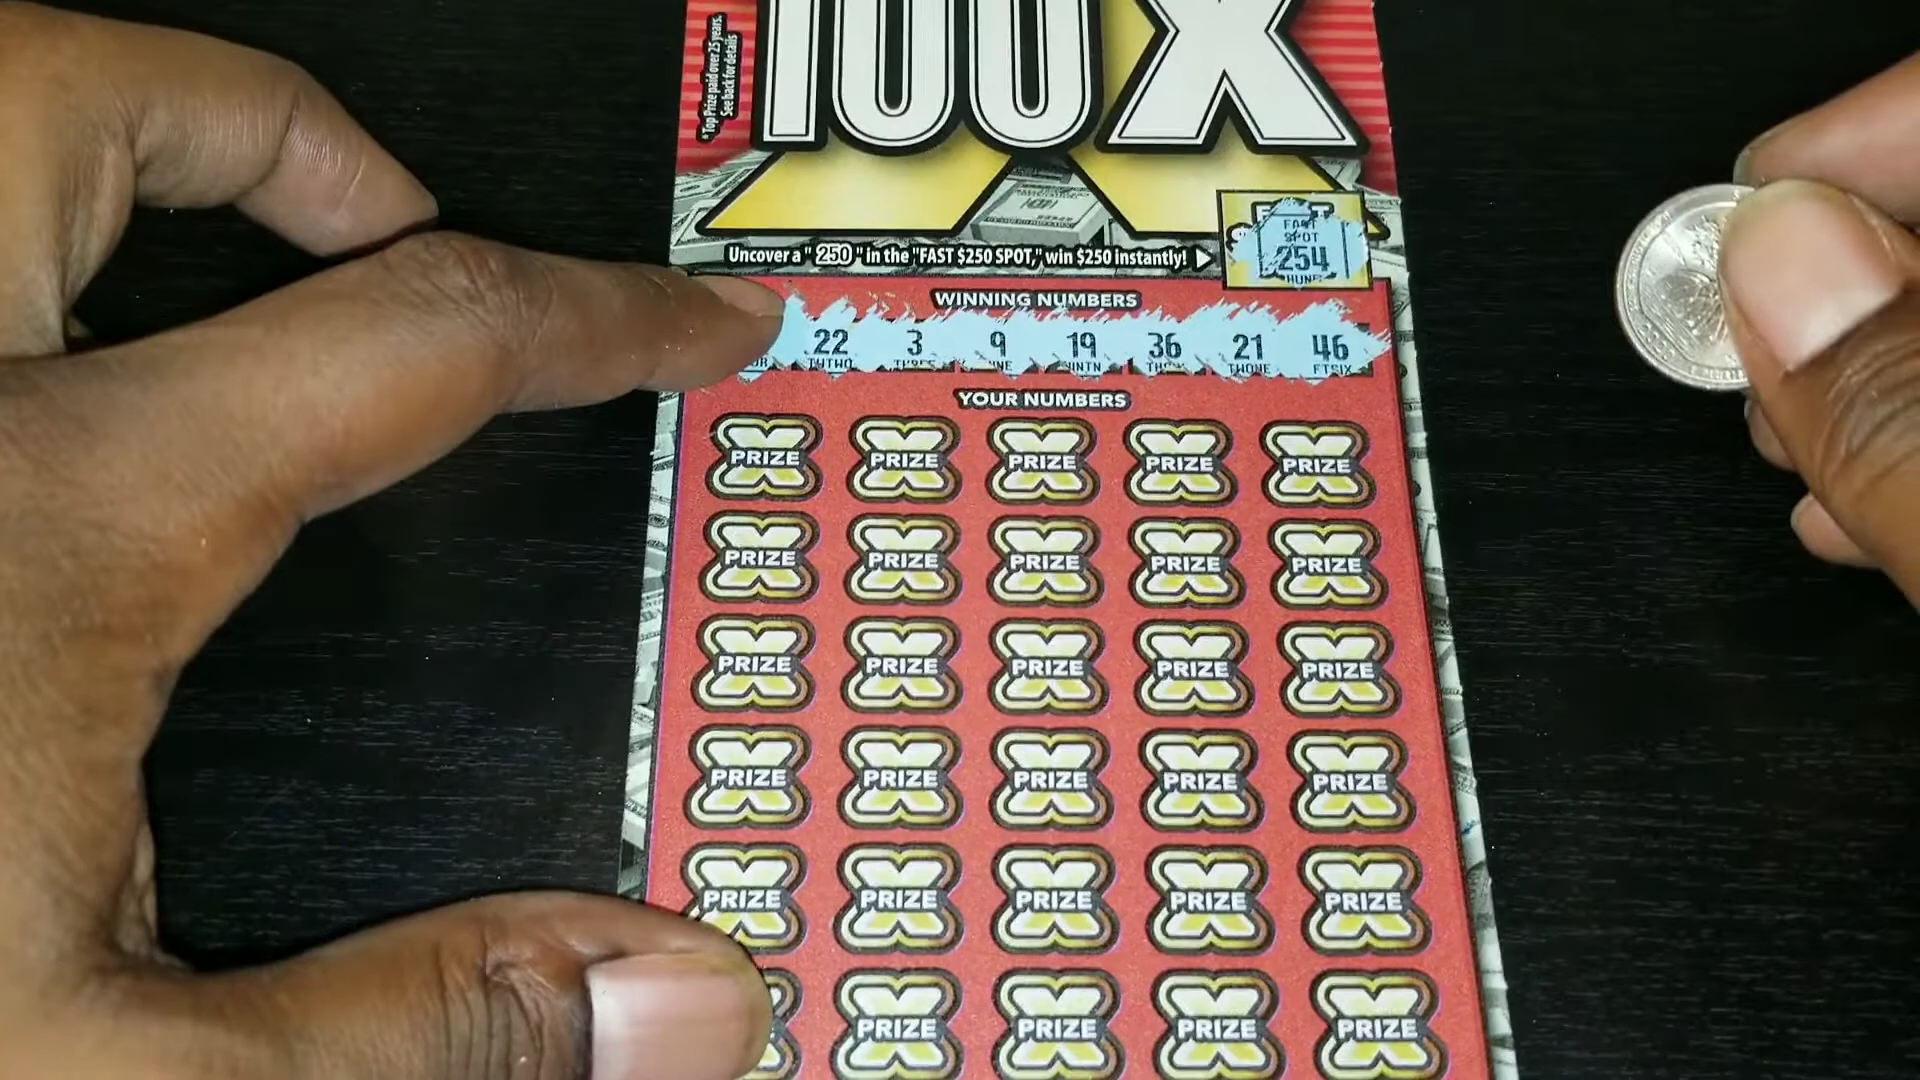 *Top Prize paid over 25 years.
See back for details
100X
Uncover a "250" in the "FAST $250 SPOT," win $250 instantly!
FAST
SPOT
254
WINNING NUMBERS
22 3 9 19 36 21 46
TWTWO TWONE FTSIX
YOUR NUMBERS
PRIZE PRIZE PRIZE PRIZE PRIZE
PRIZE PRIZE PRIZE PRIZE PRIZE
PRIZE PRIZE PRIZE PRIZE PRIZE
PRIZE PRIZE PRIZE PRIZE PRIZE
PRIZE PRIZE PRIZE PRIZE PRIZE
PRIZE PRIZE PRIZE PRIZE